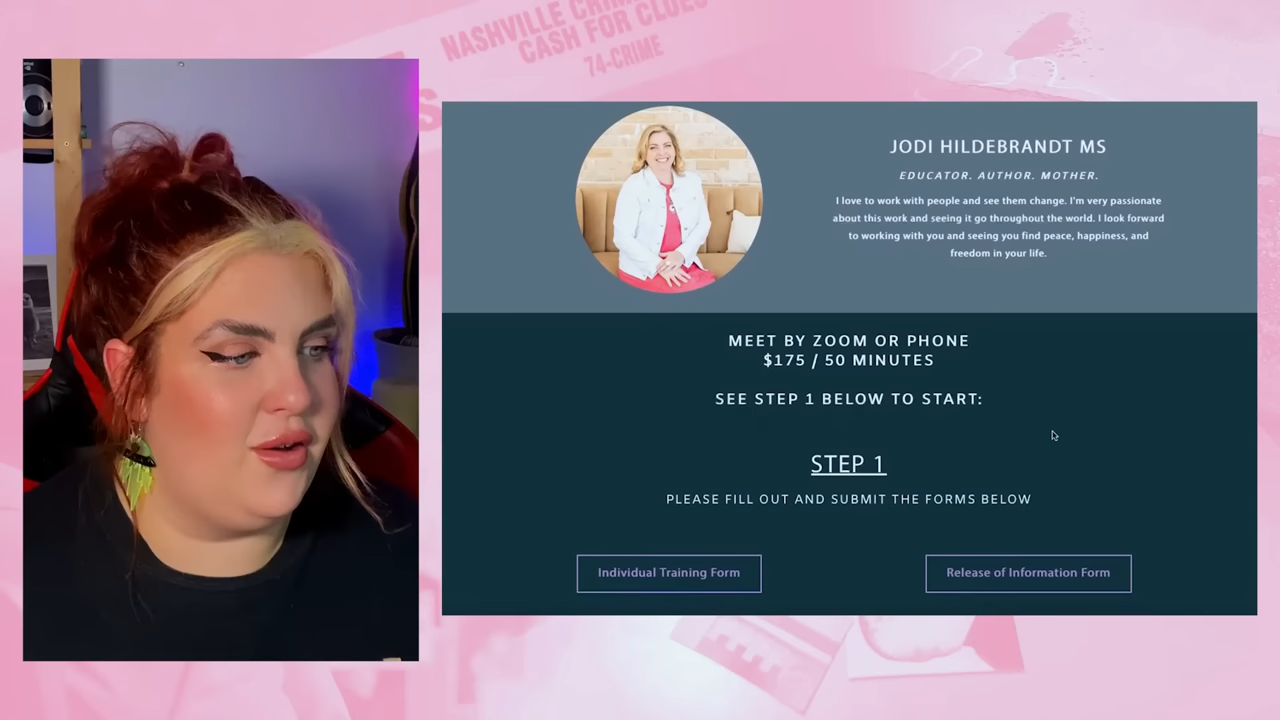 NASHVILLE CRIM
CASH FOR CLUES
74-CRIME
JODI HILDEBRANDT MS
EDUCATOR. AUTHOR. MOTHER.
I love to work with people and see them change. I'm very passionate
about this work and seeing it go throughout the world. I look forward
to working with you and seeing you find peace, happiness, and
freedom in your life.
MEET BY ZOOM OR PHONE
$175 / 50 MINUTES
SEE STEP 1 BELOW TO START:
STEP 1
PLEASE FILL OUT AND SUBMIT THE FORMS BELOW
Individual Training Form
Release of Information Form